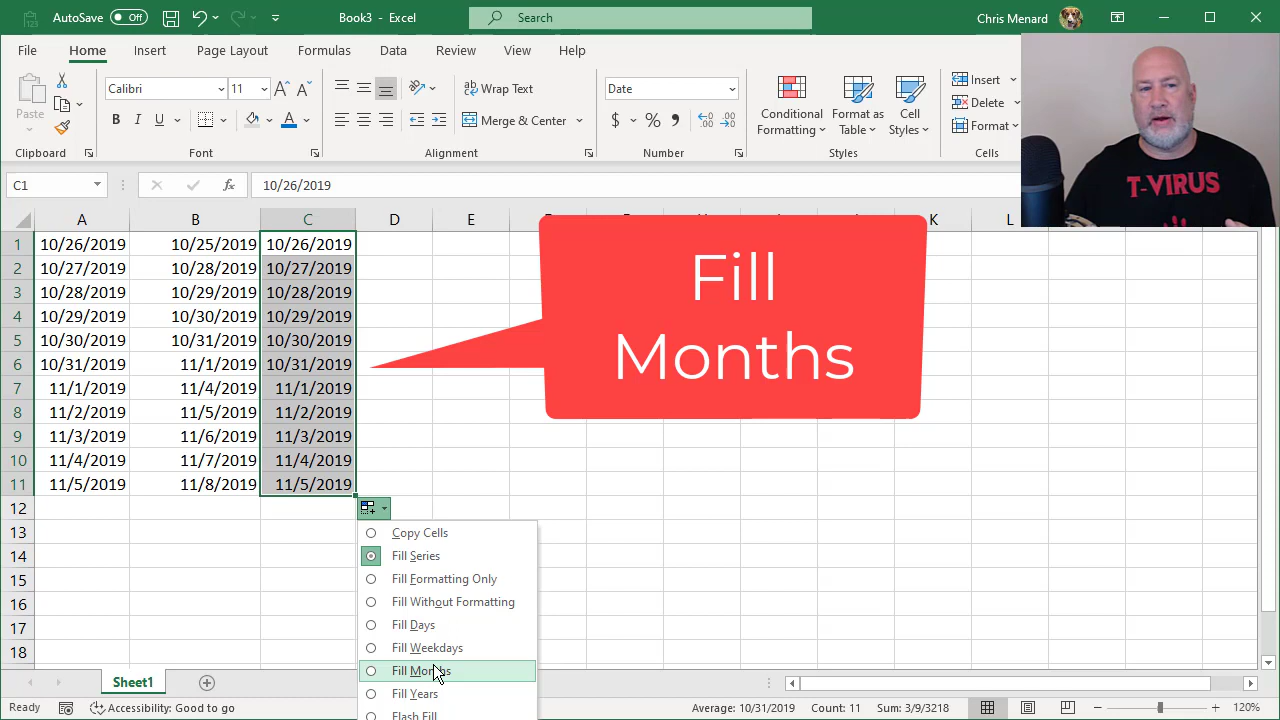 AutoSave Off
Book3 - Excel
Search
Chris Menard
File Home Insert Page Layout Formulas Data Review View Help
Paste
Calibri 11
B I U
Wrap Text
Merge & Center
Date
$ % ,
Conditional Formatting
Format as Table
Cell Styles
Insert
Delete
Format
Clipboard Font Alignment Number Styles Cells
T-VIRUS
C1 fx 10/26/2019
A B C D E K L
1 10/26/2019 10/25/2019 10/26/2019
2 10/27/2019 10/28/2019 10/27/2019
3 10/28/2019 10/29/2019 10/28/2019
4 10/29/2019 10/30/2019 10/29/2019
5 10/30/2019 10/31/2019 10/30/2019
6 10/31/2019 11/1/2019 10/31/2019
7 11/1/2019 11/4/2019 11/1/2019
8 11/2/2019 11/5/2019 11/2/2019
9 11/3/2019 11/6/2019 11/3/2019
10 11/4/2019 11/7/2019 11/4/2019
11 11/5/2019 11/8/2019 11/5/2019
12
13
14
15
16
17
18
Fill
Months
Copy Cells
Fill Series
Fill Formatting Only
Fill Without Formatting
Fill Days
Fill Weekdays
Fill Months
Fill Years
Flash Fill
Sheet1
Ready
Accessibility: Good to go
Average: 10/31/2019 Count: 11 Sum: 3/9/3218
120%